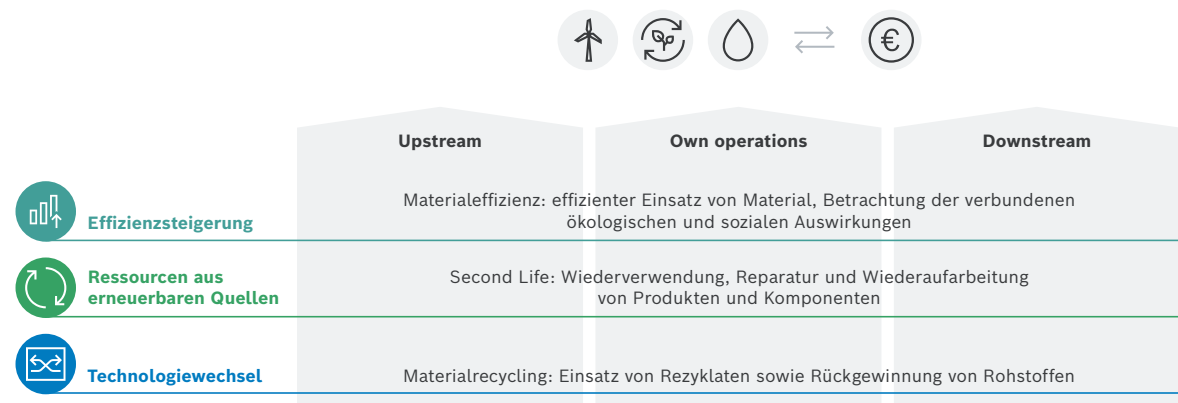 €
Upstream
Own operations
Downstream
Effizienzsteigerung
Materialeffizienz: effizienter Einsatz von Material, Betrachtung der verbundenen
ökologischen und sozialen Auswirkungen
Ressourcen aus
erneuerbaren Quellen
Second Life: Wiederverwendung, Reparatur und Wiederaufarbeitung
von Produkten und Komponenten
Technologiewechsel
Materialrecycling: Einsatz von Rezyklaten sowie Rückgewinnung von Rohstoffen